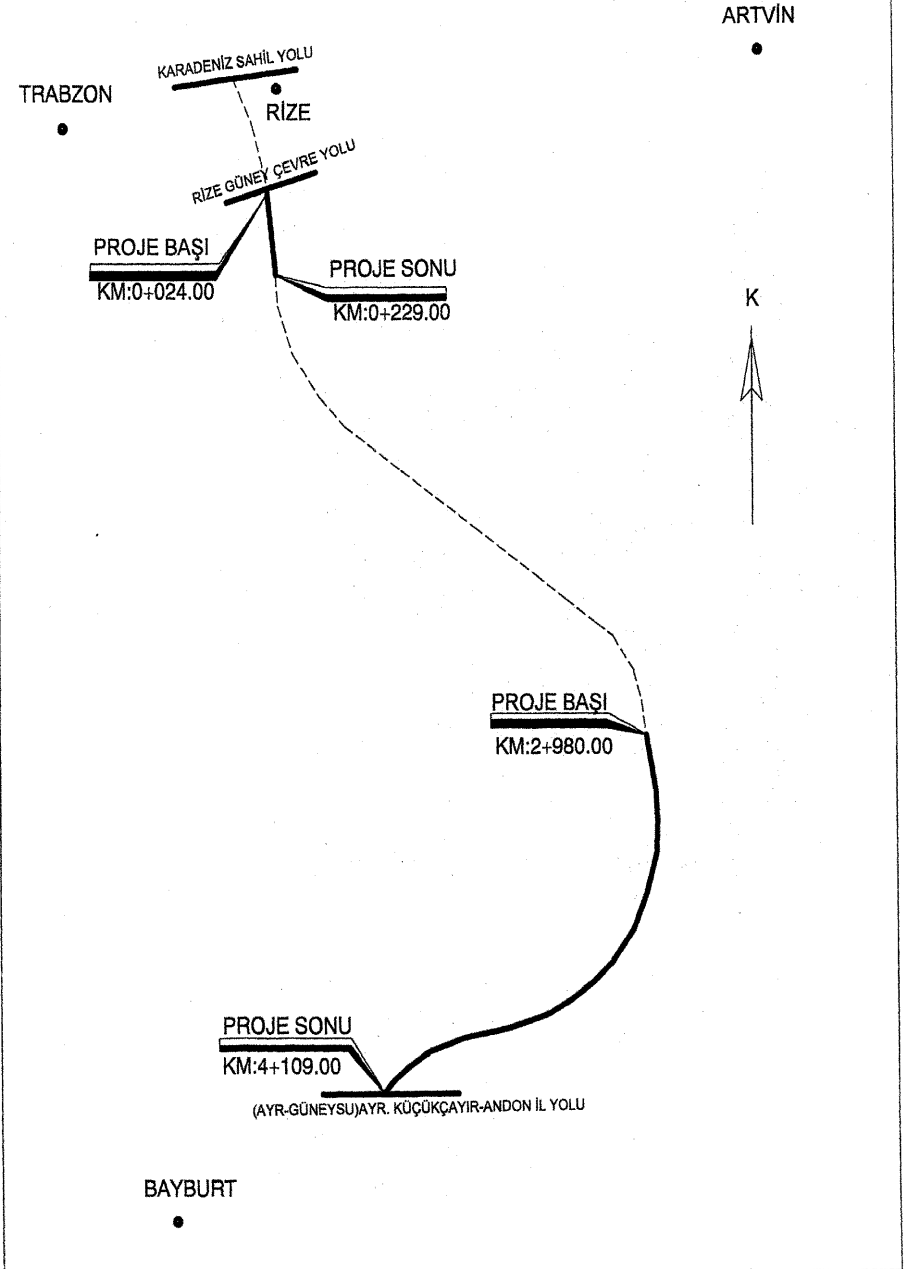 ARTVİN
KARADENİZ SAHİL YOLU
TRABZON
RİZE
RİZE GÜNEY ÇEVRE YOLU
PROJE BAŞI
KM:0+024.00
PROJE SONU
KM:0+229.00
K
PROJE BAŞI
KM:2+980.00
PROJE SONU
KM:4+109.00
(AYR-GÜNEYSU)AYR. KÜÇÜKÇAYIR-ANDON İL YOLU
BAYBURT